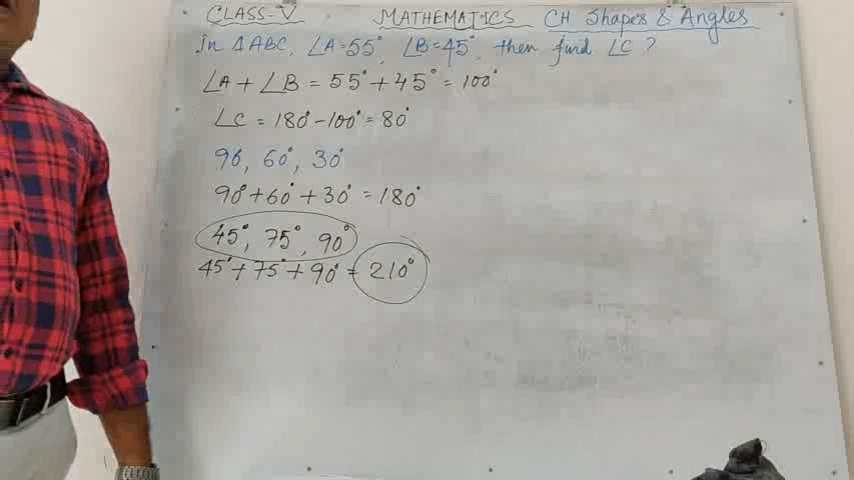 CLASS-V MATHEMATICS CH Shapes & Angles
In ΔABC, ∠A=55°, ∠B=45°, then find ∠C?
∠A + ∠B = 55° + 45° = 100°
∠C = 180° - 100° = 80°
90°, 60°, 30°
90° + 60° + 30° = 180°
45°, 75°, 90°
45° + 75° + 90° = 210°